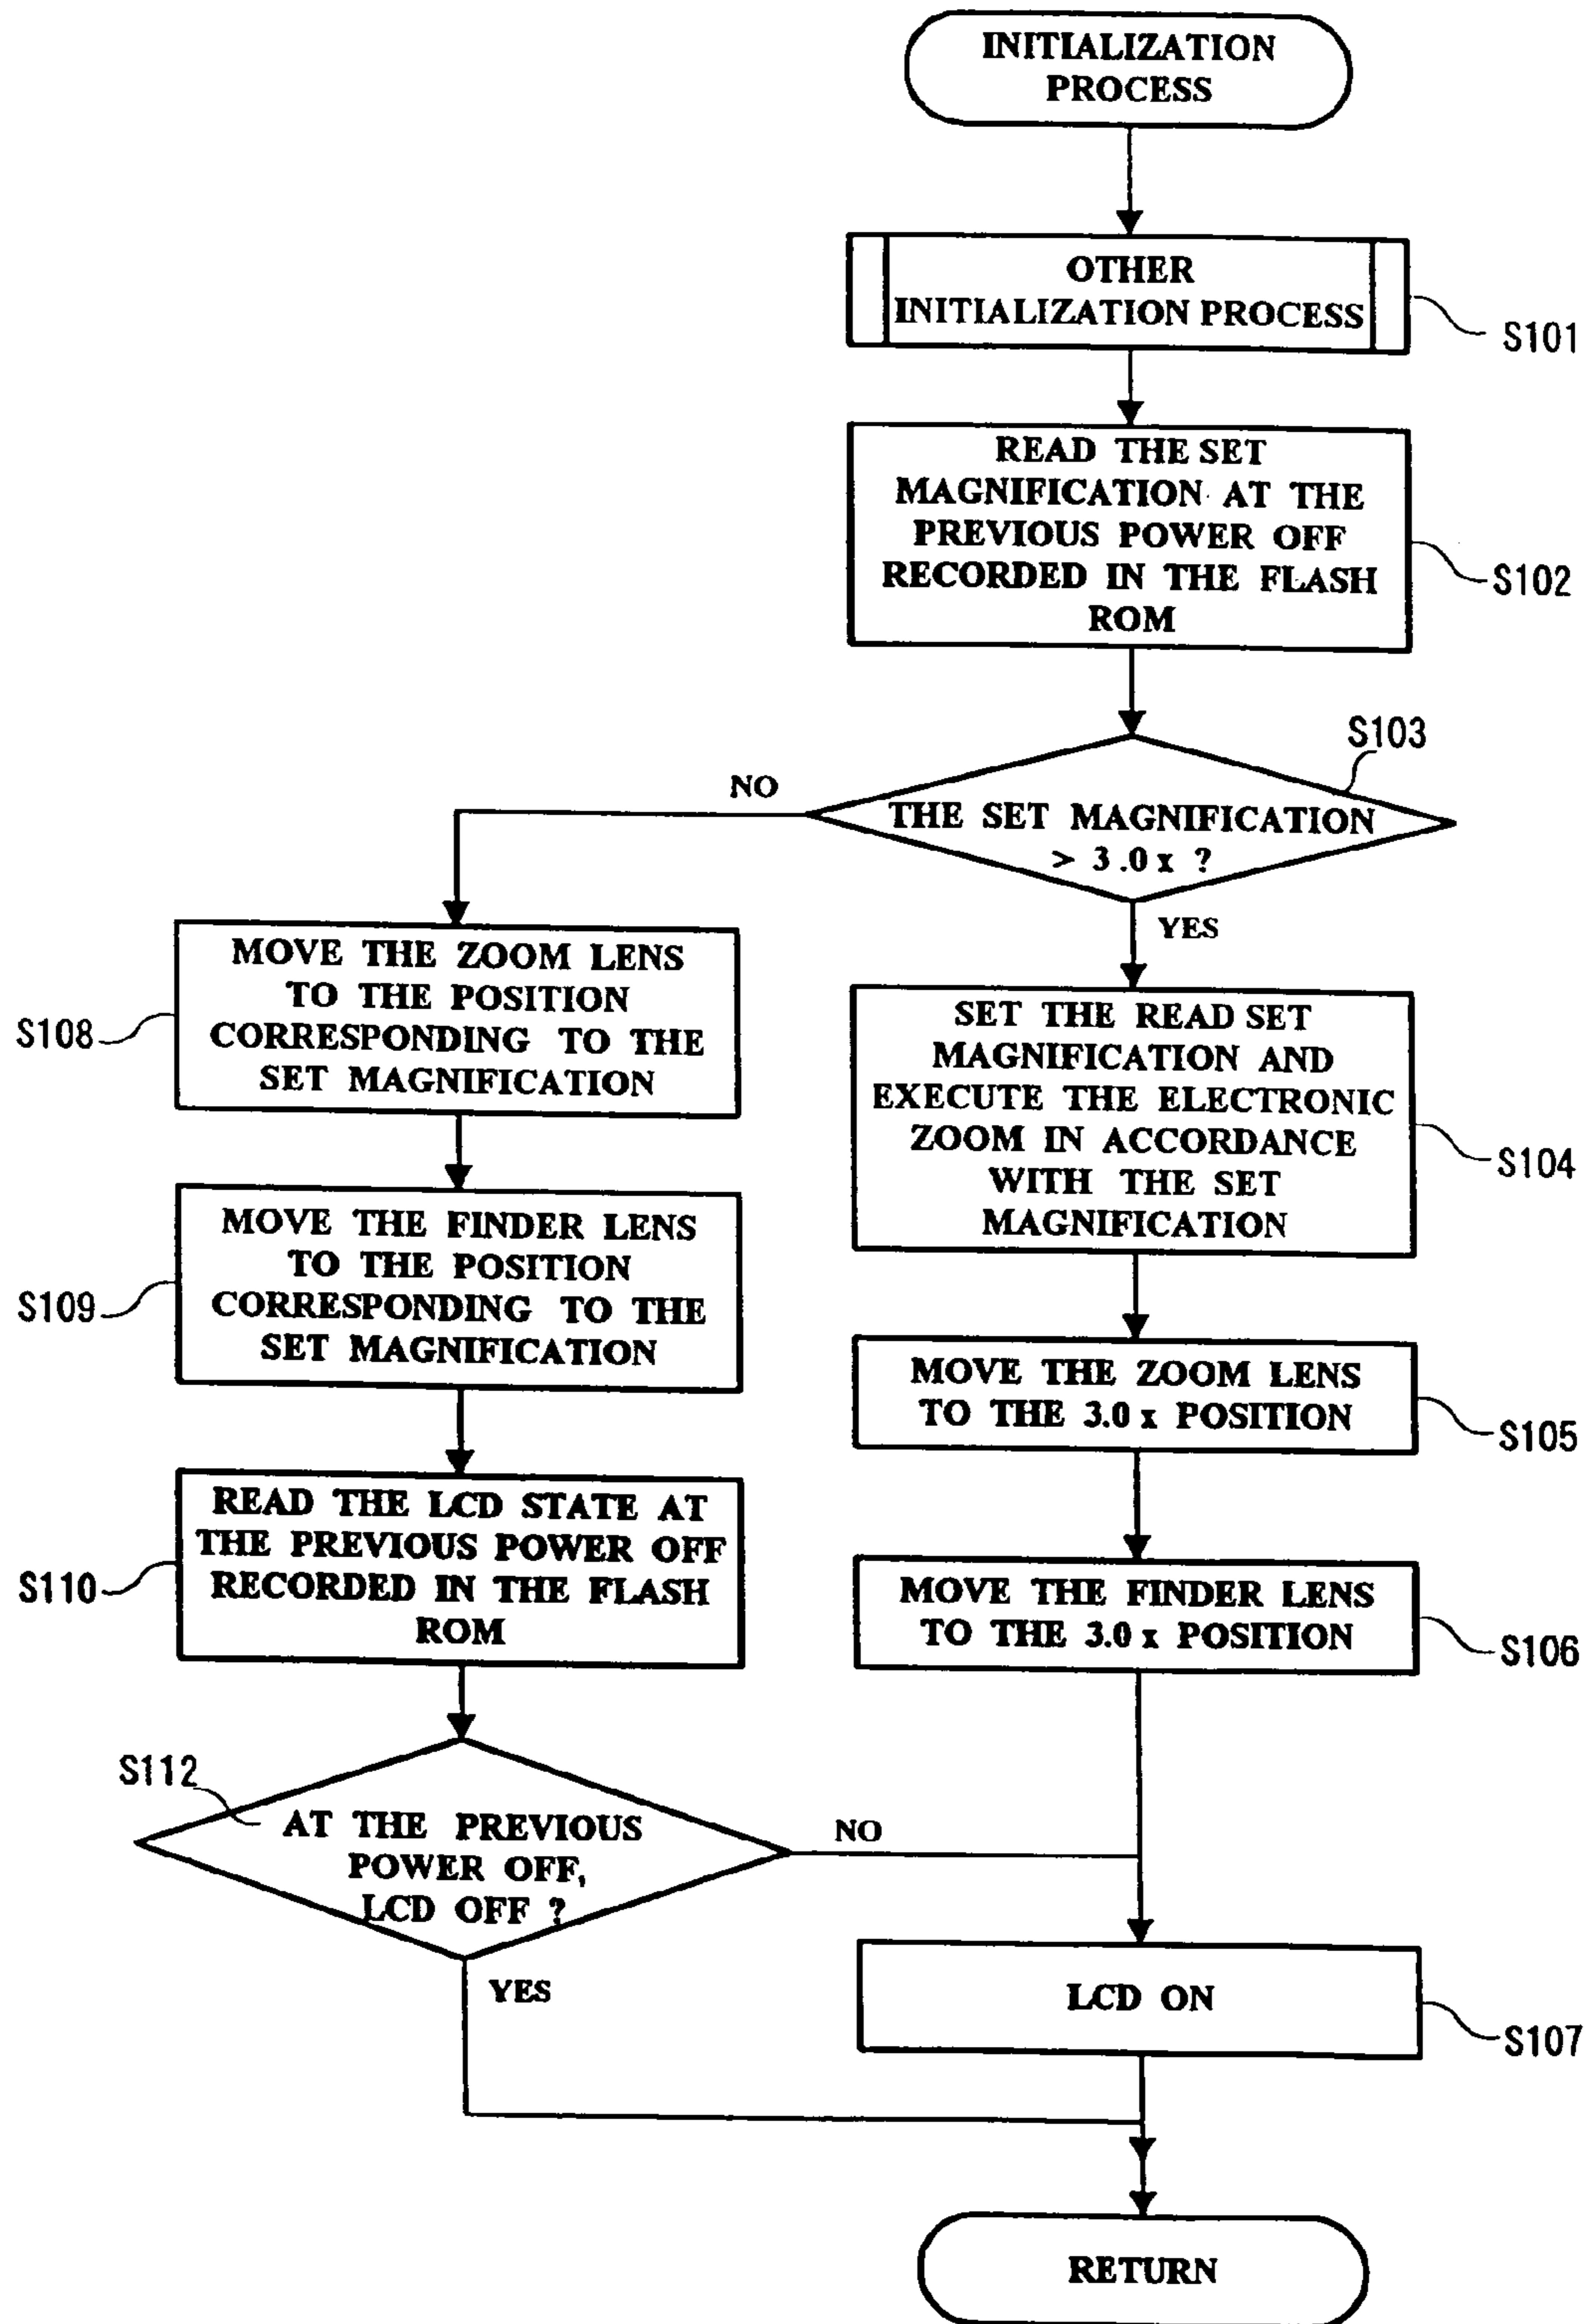 INITIALIZATION
PROCESS
OTHER
INITIALIZATION PROCESS
S101
READ THE SET
MAGNIFICATION AT THE
PREVIOUS POWER OFF
RECORDED IN THE FLASH
ROM
S102
S103
THE SET MAGNIFICATION
> 3.0 x ?
NO
YES
MOVE THE ZOOM LENS
TO THE POSITION
CORRESPONDING TO THE
SET MAGNIFICATION
S108
SET THE READ SET
MAGNIFICATION AND
EXECUTE THE ELECTRONIC
ZOOM IN ACCORDANCE
WITH THE SET
MAGNIFICATION
S104
MOVE THE FINDER LENS
TO THE POSITION
CORRESPONDING TO THE
SET MAGNIFICATION
S109
MOVE THE ZOOM LENS
TO THE 3.0 x POSITION
S105
READ THE LCD STATE AT
THE PREVIOUS POWER OFF
RECORDED IN THE FLASH
ROM
S110
MOVE THE FINDER LENS
TO THE 3.0 x POSITION
S106
S112
AT THE PREVIOUS
POWER OFF,
LCD OFF ?
NO
YES
LCD ON
S107
RETURN